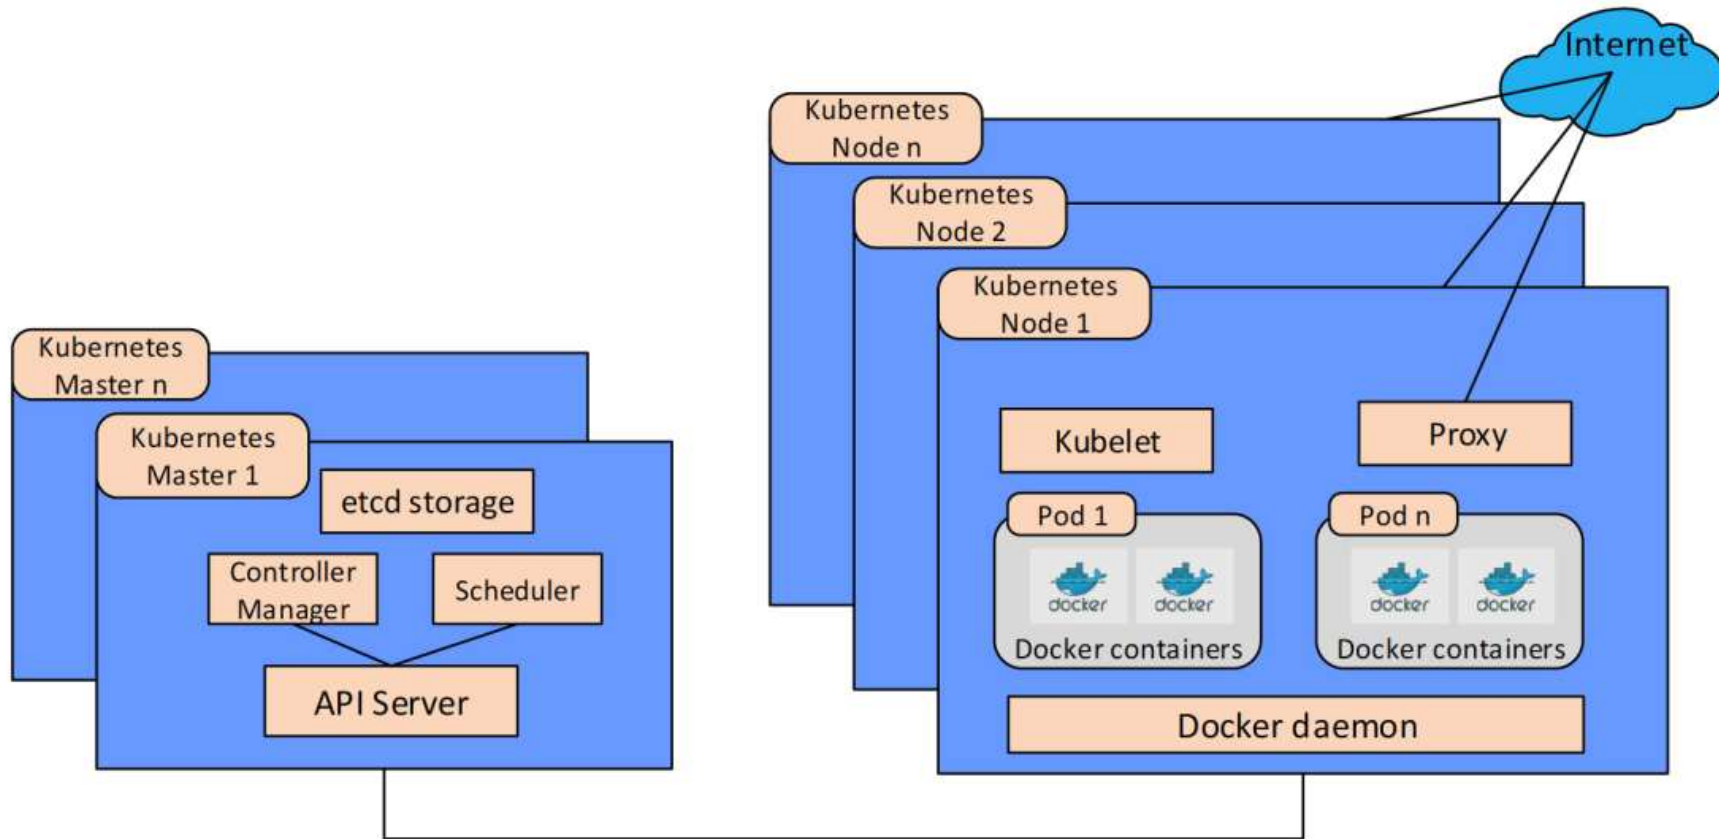 Internet
Kubernetes
Node n
Kubernetes
Node 2
Kubernetes
Node 1
Kubelet
Proxy
Pod 1
docker
docker
Docker containers
Pod n
docker
docker
Docker containers
Docker daemon
Kubernetes
Master n
Kubernetes
Master 1
etcd storage
Controller
Manager
Scheduler
API Server